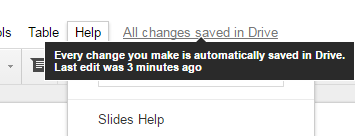 Table Help All changes saved in Drive
Every change you make is automatically saved in Drive.
Last edit was 3 minutes ago
Slides Help